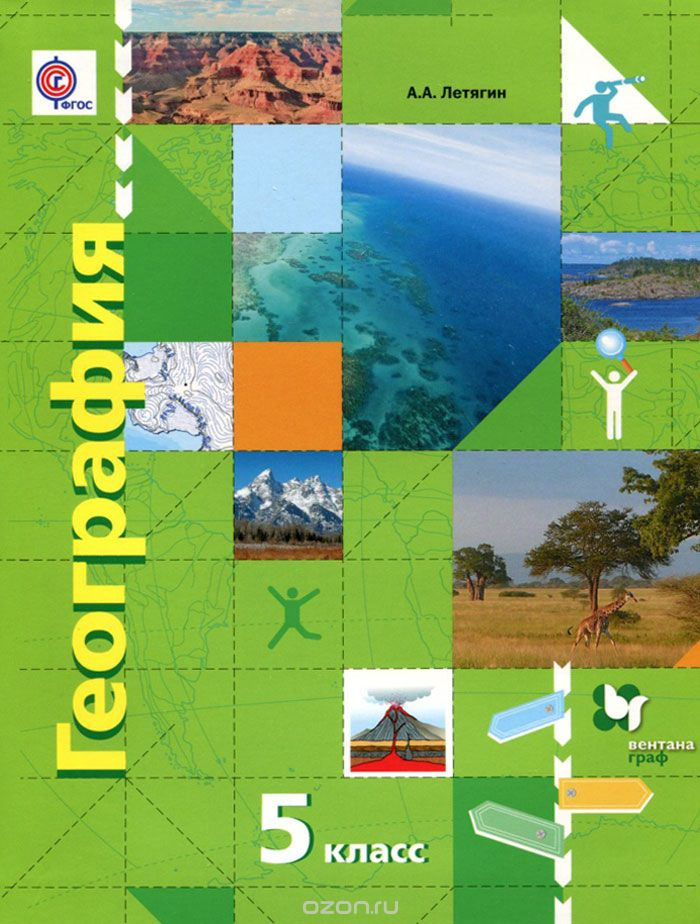 ФГОС
А.А. Летягин
География
вентана
граф
5 класс
ozon.ru